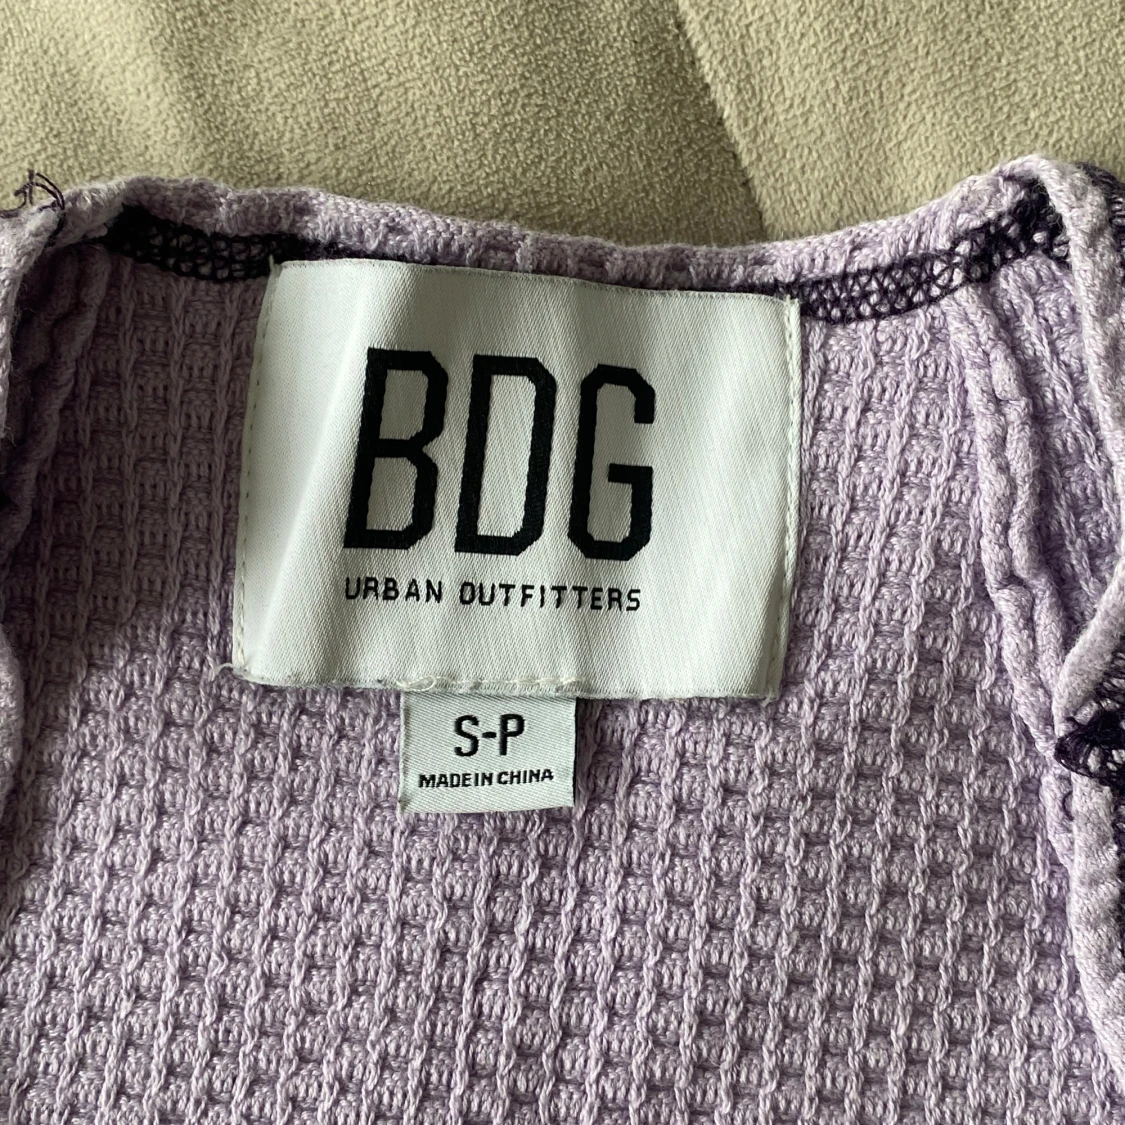 BDG
URBAN OUTFITTERS
S-P
MADE IN CHINA